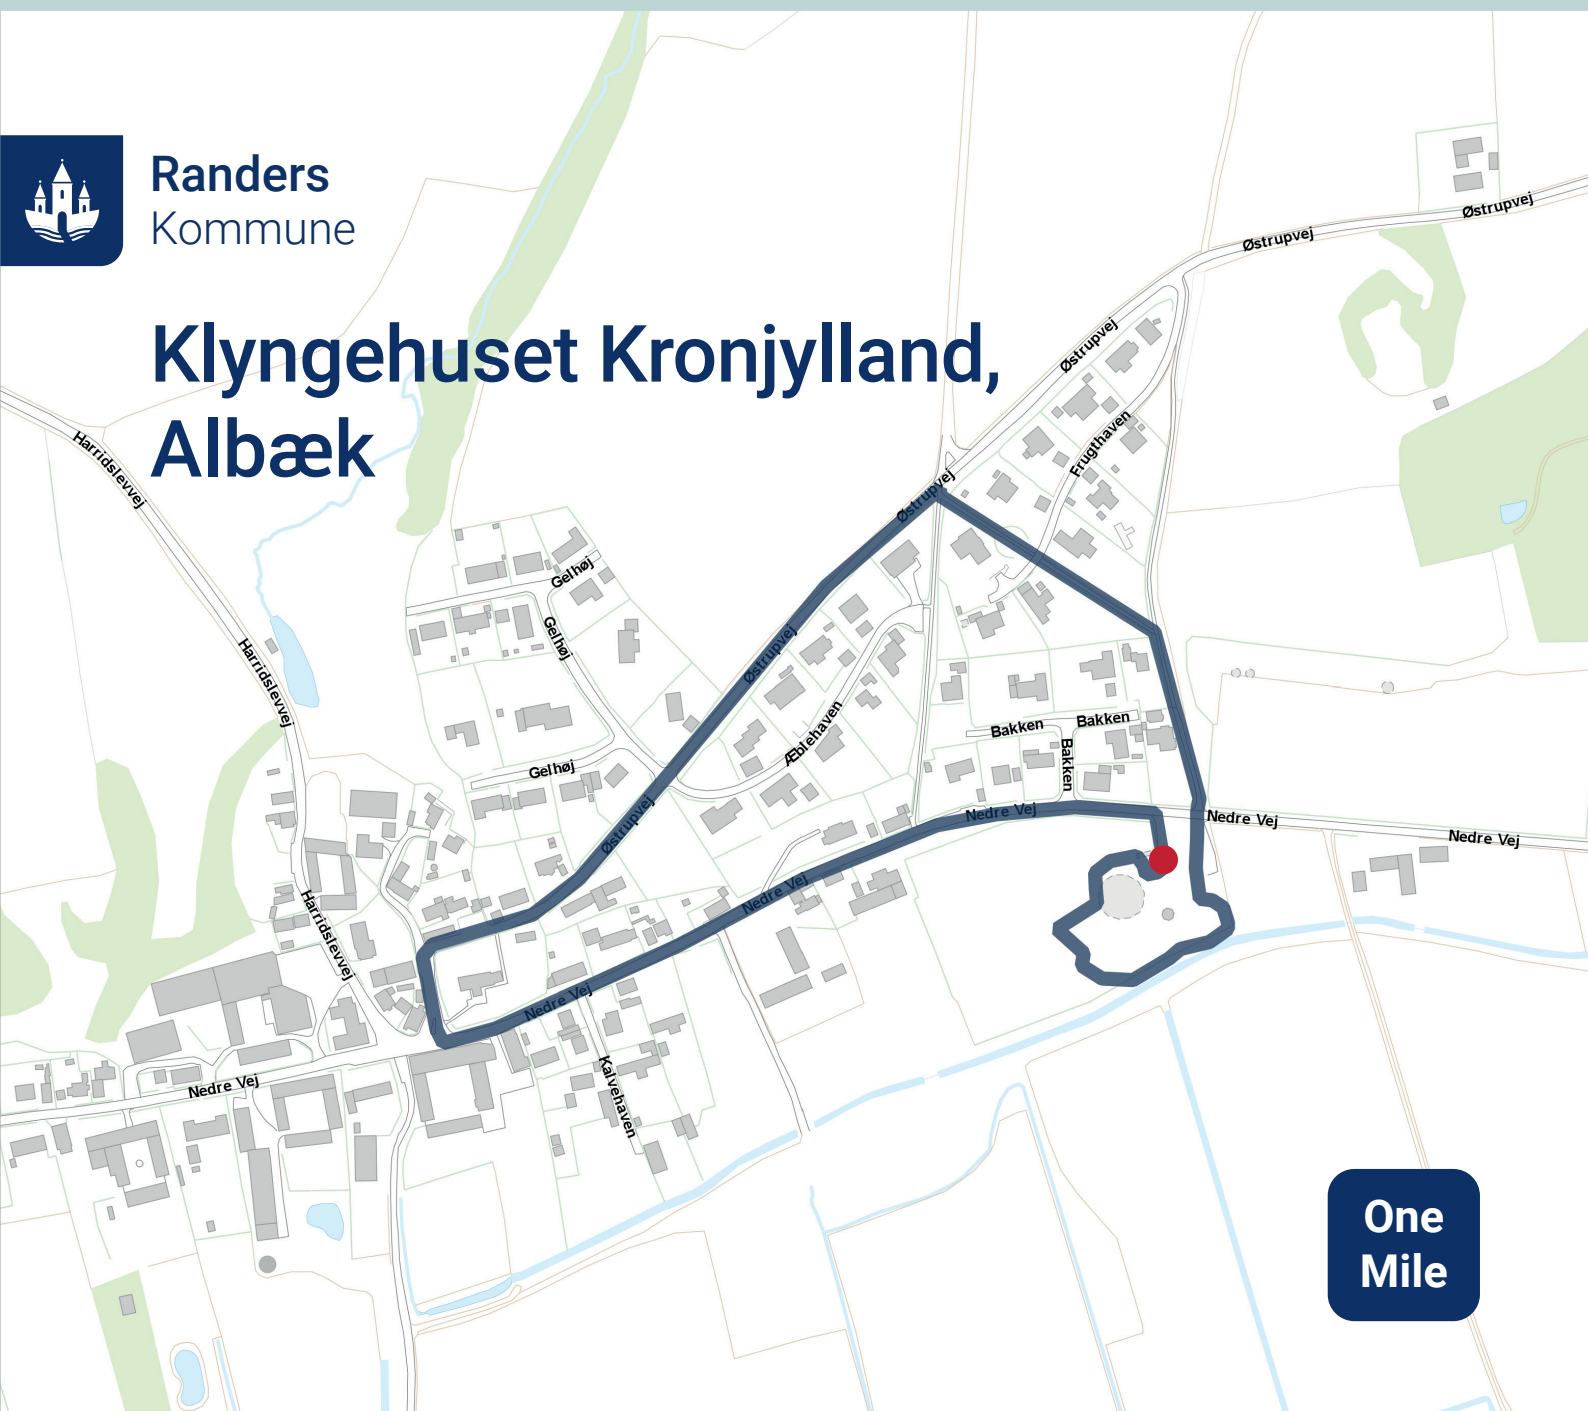 Randers
Kommune
Klyngehuset Kronjylland,
Albæk
Østrupvej
Østrupvej
Østrupvej
Frugthaven
Østrupvej
Harridslevvej
Gelhøj
Gelhøj
Østrupvej
Harridslevvej
Æblehaven
Bakken
Bakken
Bakken
Gelhøj
Østrupvej
Nedre Vej
Nedre Vej
Nedre Vej
Nedre Vej
Harridslevvej
Nedre Vej
Nedre Vej
Kalvehaven
One
Mile